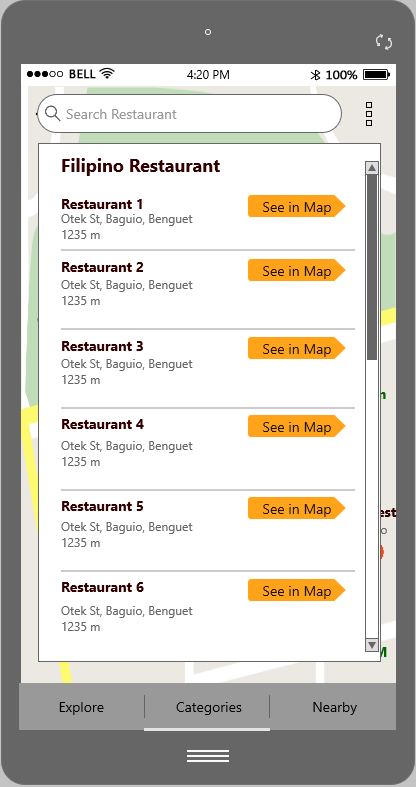 BELL 4:20 PM 100%
Search Restaurant
Filipino Restaurant
Restaurant 1 See in Map
Otek St, Baguio, Benguet
1235 m
Restaurant 2 See in Map
Otek St, Baguio, Benguet
1235 m
Restaurant 3 See in Map
Otek St, Baguio, Benguet
1235 m
Restaurant 4 See in Map
Otek St, Baguio, Benguet
1235 m
Restaurant 5 See in Map
Otek St, Baguio, Benguet
1235 m
Restaurant 6 See in Map
Otek St, Baguio, Benguet
1235 m
Explore Categories Nearby